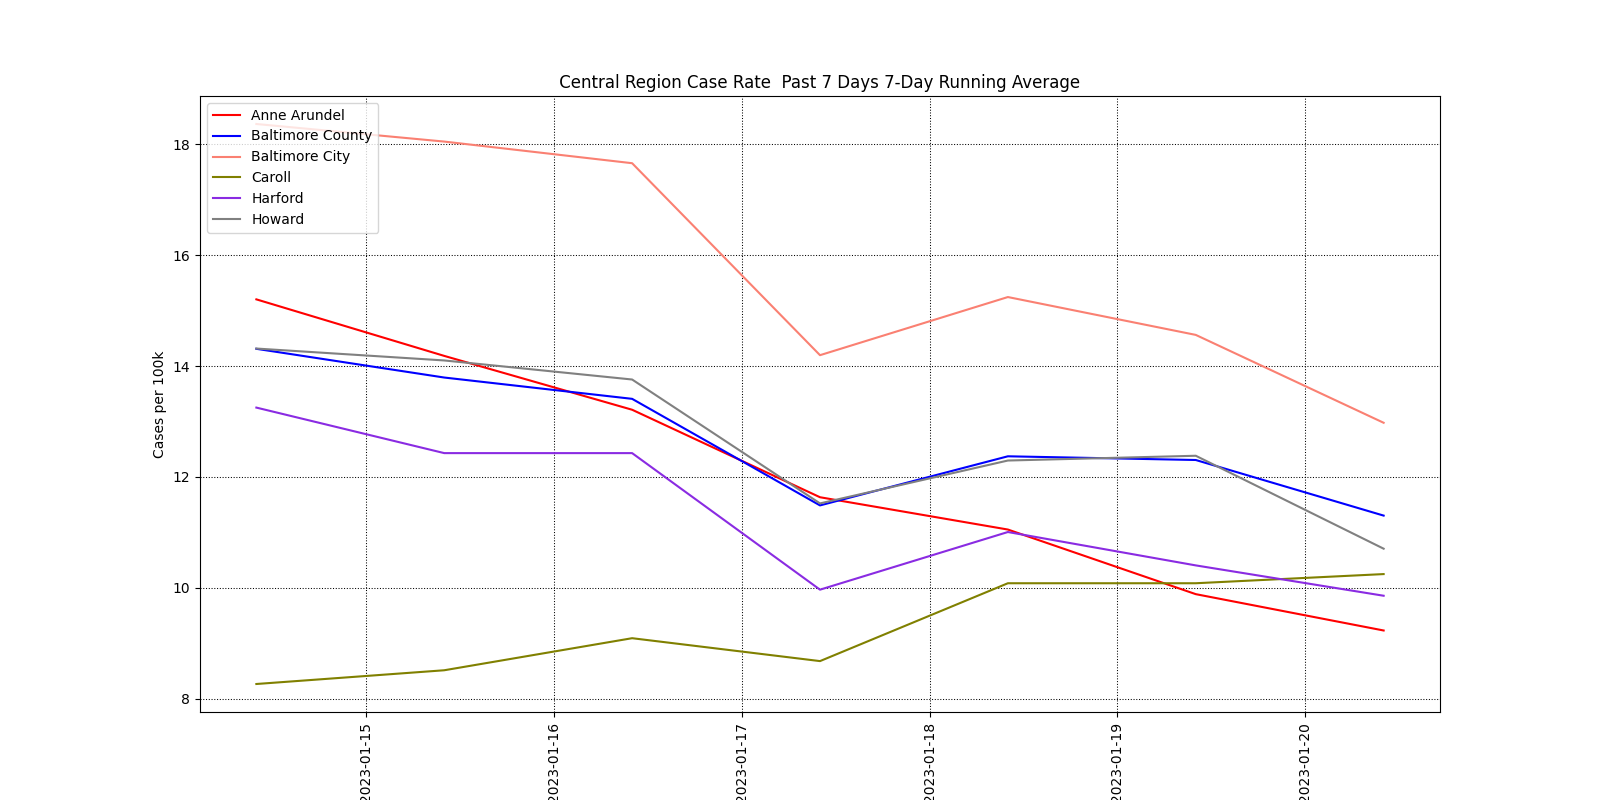 Central Region Case Rate  Past 7 Days 7-Day Running Average
Anne Arundel
Baltimore County
Baltimore City
Caroll
Harford
Howard
Cases per 100k
18
16
14
12
10
8
2023-01-15
2023-01-16
2023-01-17
2023-01-18
2023-01-19
2023-01-20